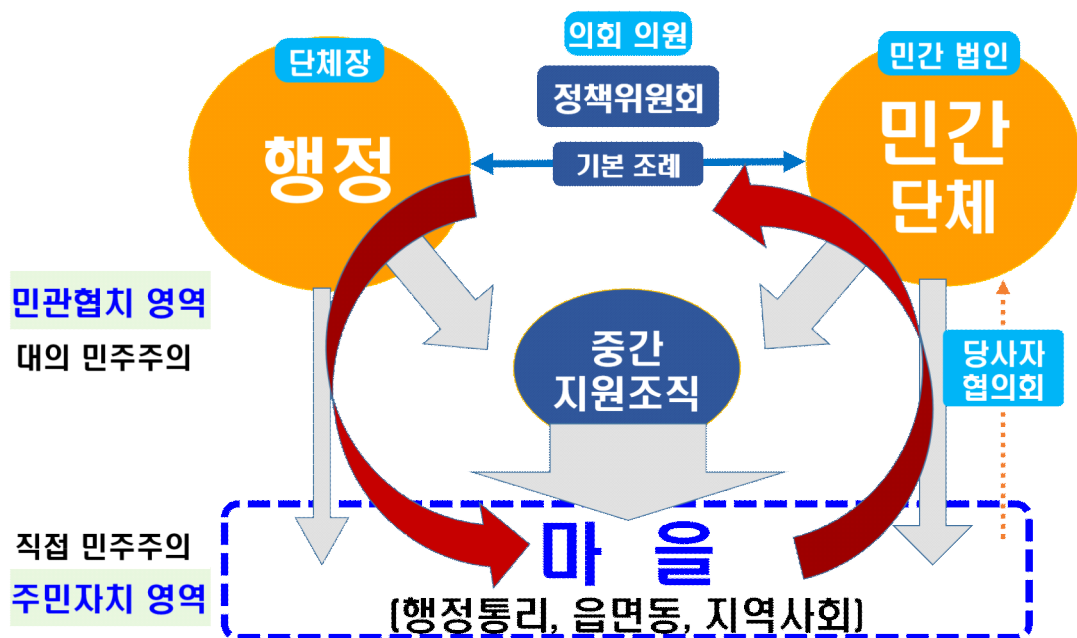 단체장
행정
의회 의원
정책위원회
기본 조례
민간 법인
민간
단체
민관협치 영역
대의 민주주의
중간
지원조직
당사자
협의회
직접 민주주의
주민자치 영역
마 을
(행정통리, 읍면동, 지역사회)